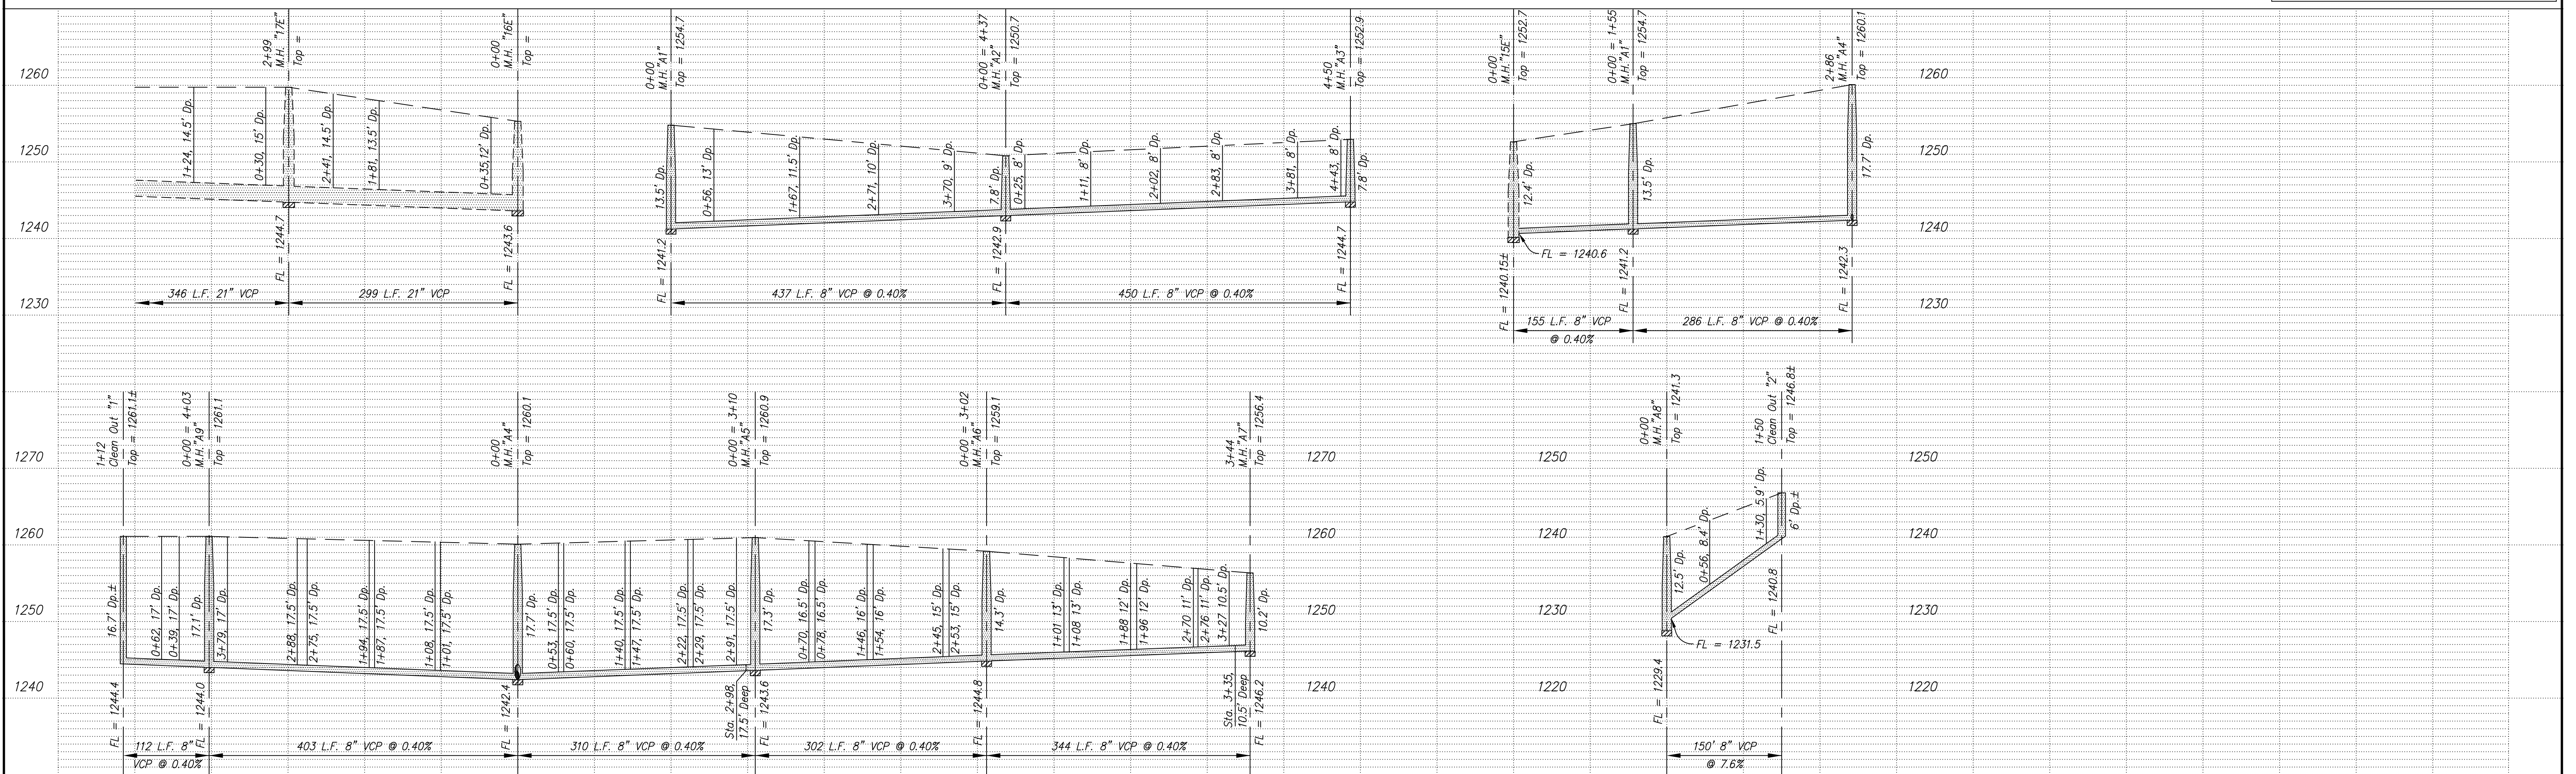 2+99
M.H. "17E"
Top =
0+00
M.H. "16E"
Top =
0+00
M.H."A1"
Top = 1254.7
0+00 = 4+37
M.H."A2"
Top = 1250.7
4+50
M.H."A3"
Top = 1252.9
0+00
M.H."15E"
Top = 1252.7
0+00 = 1+55
M.H."A1"
Top = 1254.7
2+86
M.H."A4"
Top = 1260.1
1260
1260
1250
1250
1240
1240
1230
1230
1+24, 14.5' Dp.
0+30, 15' Dp.
2+41, 14.5' Dp.
1+81, 13.5' Dp.
0+35,12' Dp.
13.5' Dp.
0+56, 13' Dp.
1+67, 11.5' Dp.
2+71, 10' Dp.
3+70, 9' Dp.
7.8' Dp.
0+25, 8' Dp.
1+11, 8' Dp.
2+02, 8' Dp.
2+83, 8' Dp.
3+81, 8' Dp.
4+43, 8' Dp.
7.8' Dp.
12.4' Dp.
13.5' Dp.
17.7' Dp.
FL = 1244.7
FL = 1243.6
FL = 1241.2
FL = 1242.9
FL = 1244.7
FL = 1240.15±
FL = 1240.6
FL = 1241.2
FL = 1242.3
346 L.F. 21" VCP
299 L.F. 21" VCP
437 L.F. 8" VCP @ 0.40%
450 L.F. 8" VCP @ 0.40%
155 L.F. 8" VCP
@ 0.40%
286 L.F. 8" VCP @ 0.40%
1+12
Clean Out "1"
Top = 1261.1±
0+00 = 4+03
M.H."A9"
Top = 1261.1
0+00
M.H."A4"
Top = 1260.1
0+00 = 3+10
M.H."A5"
Top = 1260.9
0+00 = 3+02
M.H."A6"
Top = 1259.1
3+44
M.H."A7"
Top = 1256.4
0+00
M.H."A8"
Top = 1241.3
1+50
Clean Out "2"
Top = 1246.8±
1270
1270
1250
1250
1260
1260
1240
1240
1250
1250
1230
1230
1240
1240
1220
1220
16.7' Dp.±
0+62, 17' Dp.
0+39, 17' Dp.
17.1' Dp.
3+79, 17' Dp.
2+88, 17.5' Dp.
2+75, 17.5' Dp.
1+94, 17.5' Dp.
1+87, 17.5' Dp.
1+08, 17.5' Dp.
1+01, 17.5' Dp.
17.7' Dp.
0+53, 17.5' Dp.
0+60, 17.5' Dp.
1+40, 17.5' Dp.
1+47, 17.5' Dp.
2+22, 17.5' Dp.
2+29, 17.5' Dp.
2+91, 17.5' Dp.
17.3' Dp.
0+70, 16.5' Dp.
0+78, 16.5' Dp.
1+46, 16' Dp.
1+54, 16' Dp.
2+45, 15' Dp.
2+53, 15' Dp.
14.3' Dp.
1+01 13' Dp.
1+08 13' Dp.
1+88 12' Dp.
1+96 12' Dp.
2+70 11' Dp.
2+76 11' Dp.
3+27 10.5' Dp.
10.2' Dp.
12.5' Dp.
0+56, 8.4' Dp.
1+30, 5.9' Dp.
6' Dp.±
FL = 1244.4
FL = 1244.0
FL = 1242.4
Sta. 2+98,
17.5' Deep
FL = 1243.6
FL = 1244.8
Sta. 3+35,
10.5' Deep
FL = 1246.2
FL = 1229.4
FL = 1231.5
FL = 1240.8
112 L.F. 8"
VCP @ 0.40%
403 L.F. 8" VCP @ 0.40%
310 L.F. 8" VCP @ 0.40%
302 L.F. 8" VCP @ 0.40%
344 L.F. 8" VCP @ 0.40%
150' 8" VCP
@ 7.6%